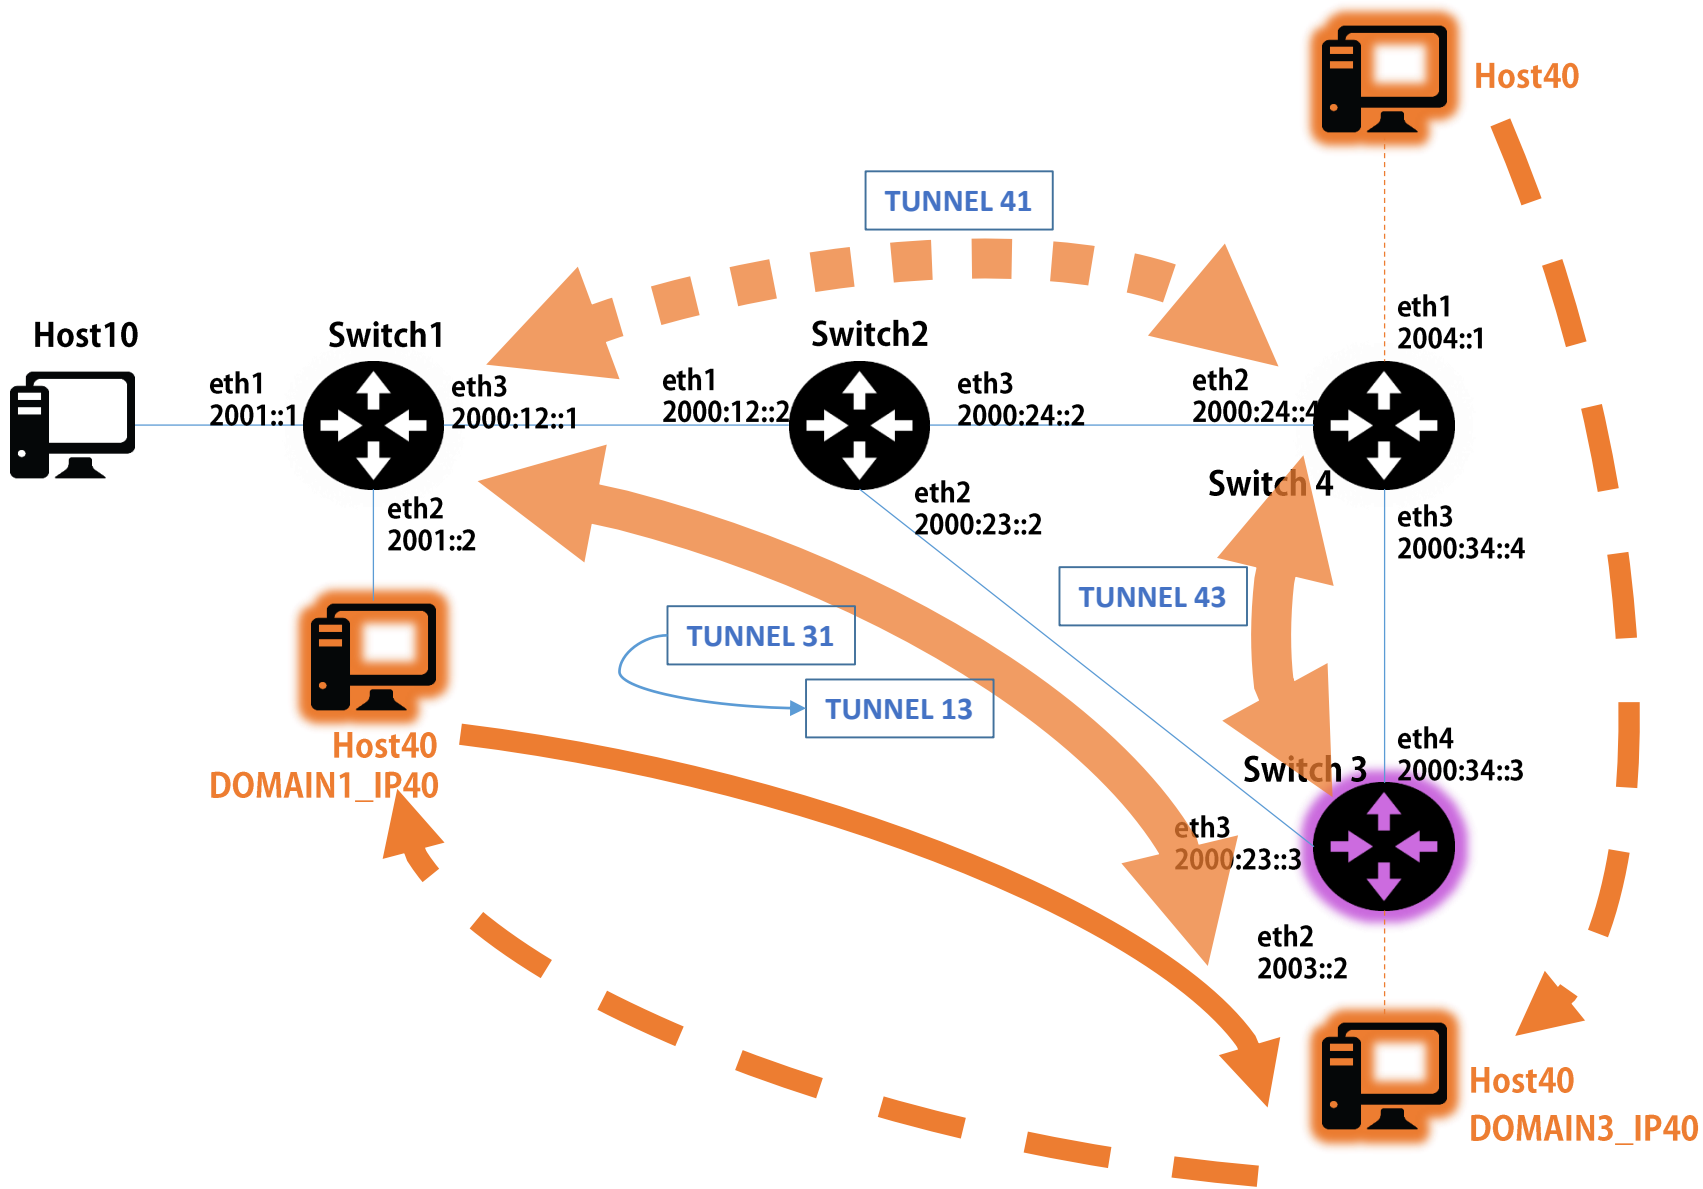 Host40
TUNNEL 41
eth1
2004::1
Host10
Switch1
Switch2
eth1
2001::1
eth3
2000:12::1
eth1
2000:12::2
eth3
2000:24::2
eth2
2000:24::4
Switch 4
eth2
2001::2
eth2
2000:23::2
eth3
2000:34::4
TUNNEL 43
TUNNEL 31
TUNNEL 13
Host40
DOMAIN1_IP40
Switch 3
eth4
2000:34::3
eth3
2000:23::3
eth2
2003::2
Host40
DOMAIN3_IP40